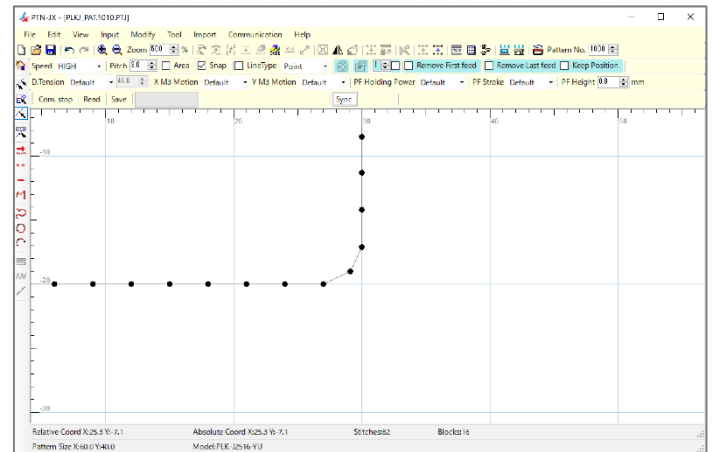 PTN-JX - [PLKJ_PAT.1010.PTJ]
File Edit View Input Modify Tool Import Communication Help
Zoom 600 % Pattern No. 1000
Speed HIGH Pitch 3.0 Area Snap LineType Point 1 Remove First feed Remove Last feed Keep Position
D.Tension Default X M3 Motion Default Y M3 Motion Default PF Holding Power Default PF Stroke Default PF Height 0.0 mm
Com. stop Read Save Sync
10 20 30 40 50
-10
-20
-30
Relative Coord X:25.3 Y:-7.1 Absolute Coord X:25.3 Y:-7.1 Stitches:62 Blocks:16
Pattern Size X:60.0 Y:40.0 Model:PLK-J2516-YU